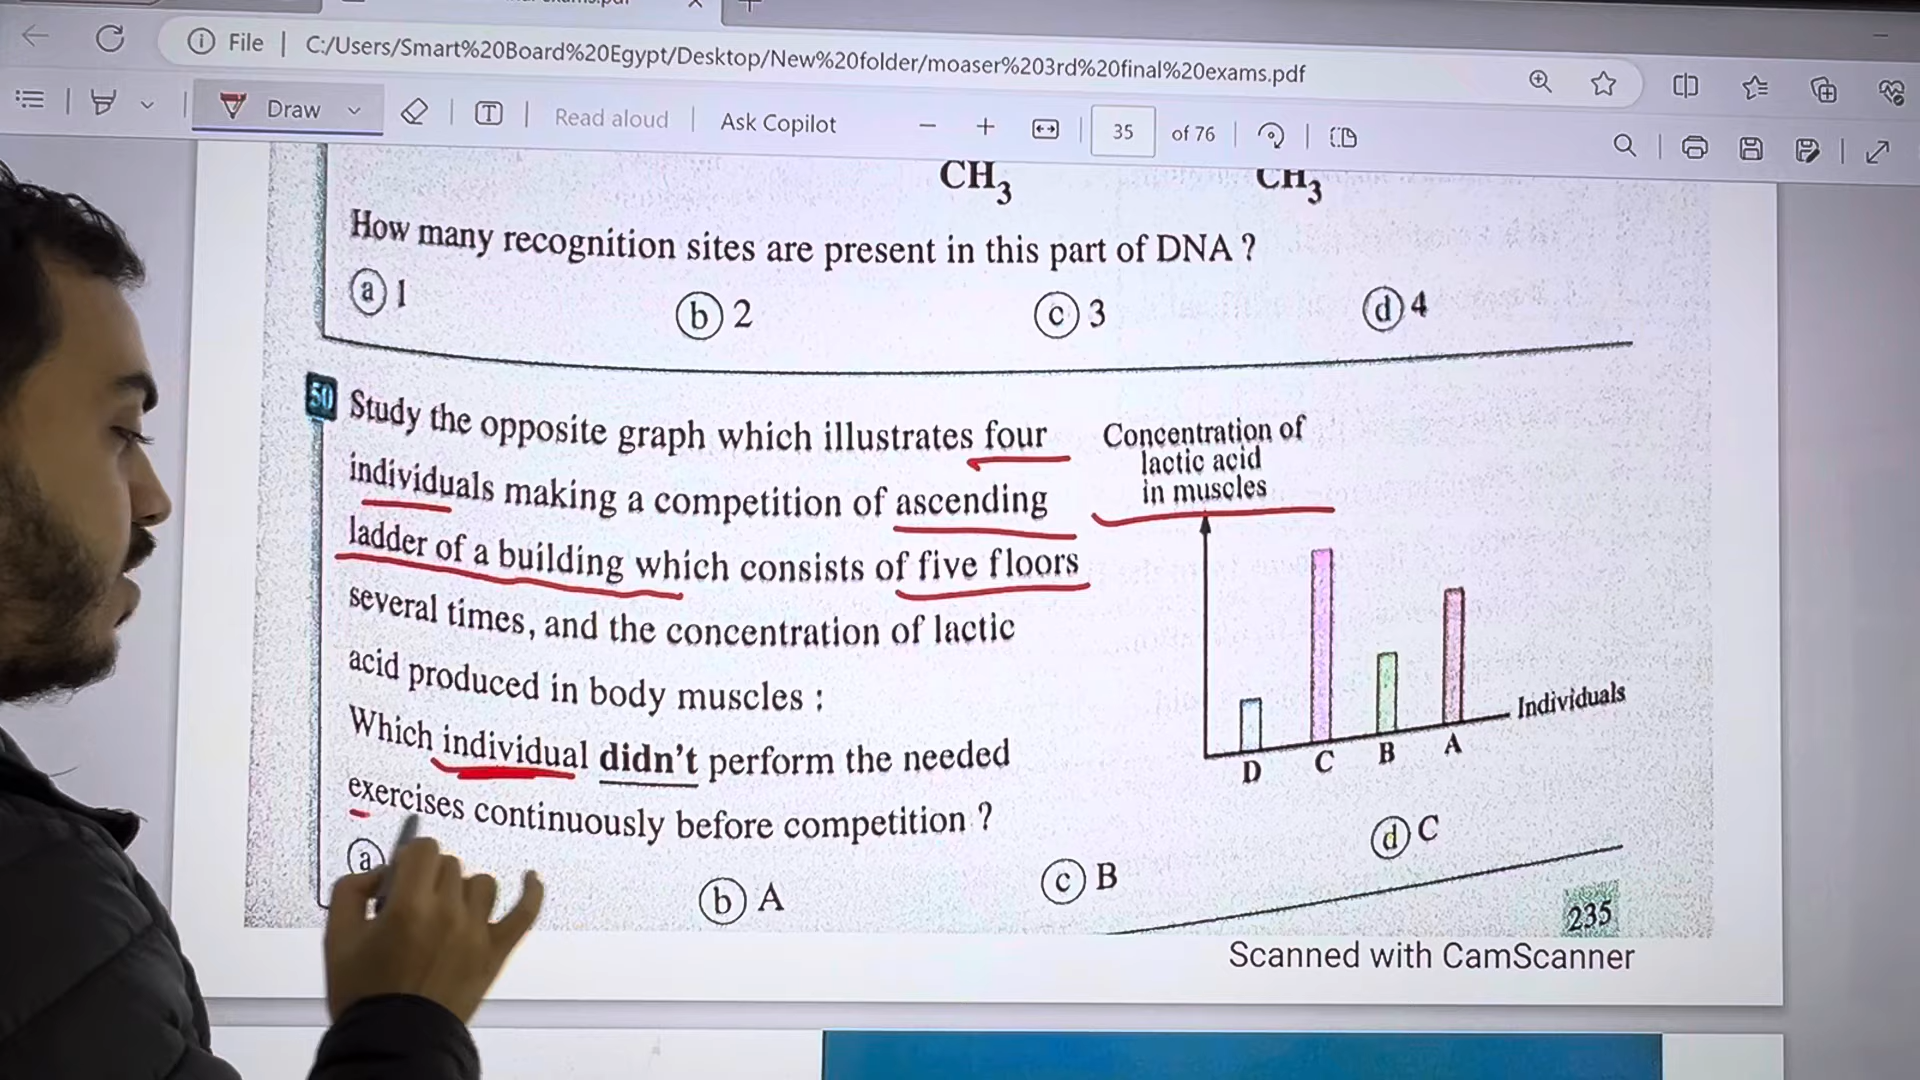 File | C:/Users/Smart%20Board%20Egypt/Desktop/New%20folder/moaser%203rd%20final%20exams.pdf
Draw
T
Read aloud
Ask Copilot
35 of 76
CH3 CH3
How many recognition sites are present in this part of DNA ?
a 1 b 2 c 3 d 4
50 Study the opposite graph which illustrates four
individuals making a competition of ascending
ladder of a building which consists of five floors
several times, and the concentration of lactic
acid produced in body muscles :
Which individual didn't perform the needed
exercises continuously before competition ?
a
b A
c B
d C
Concentration of
lactic acid
in muscles
Individuals
D C B A
235
Scanned with CamScanner